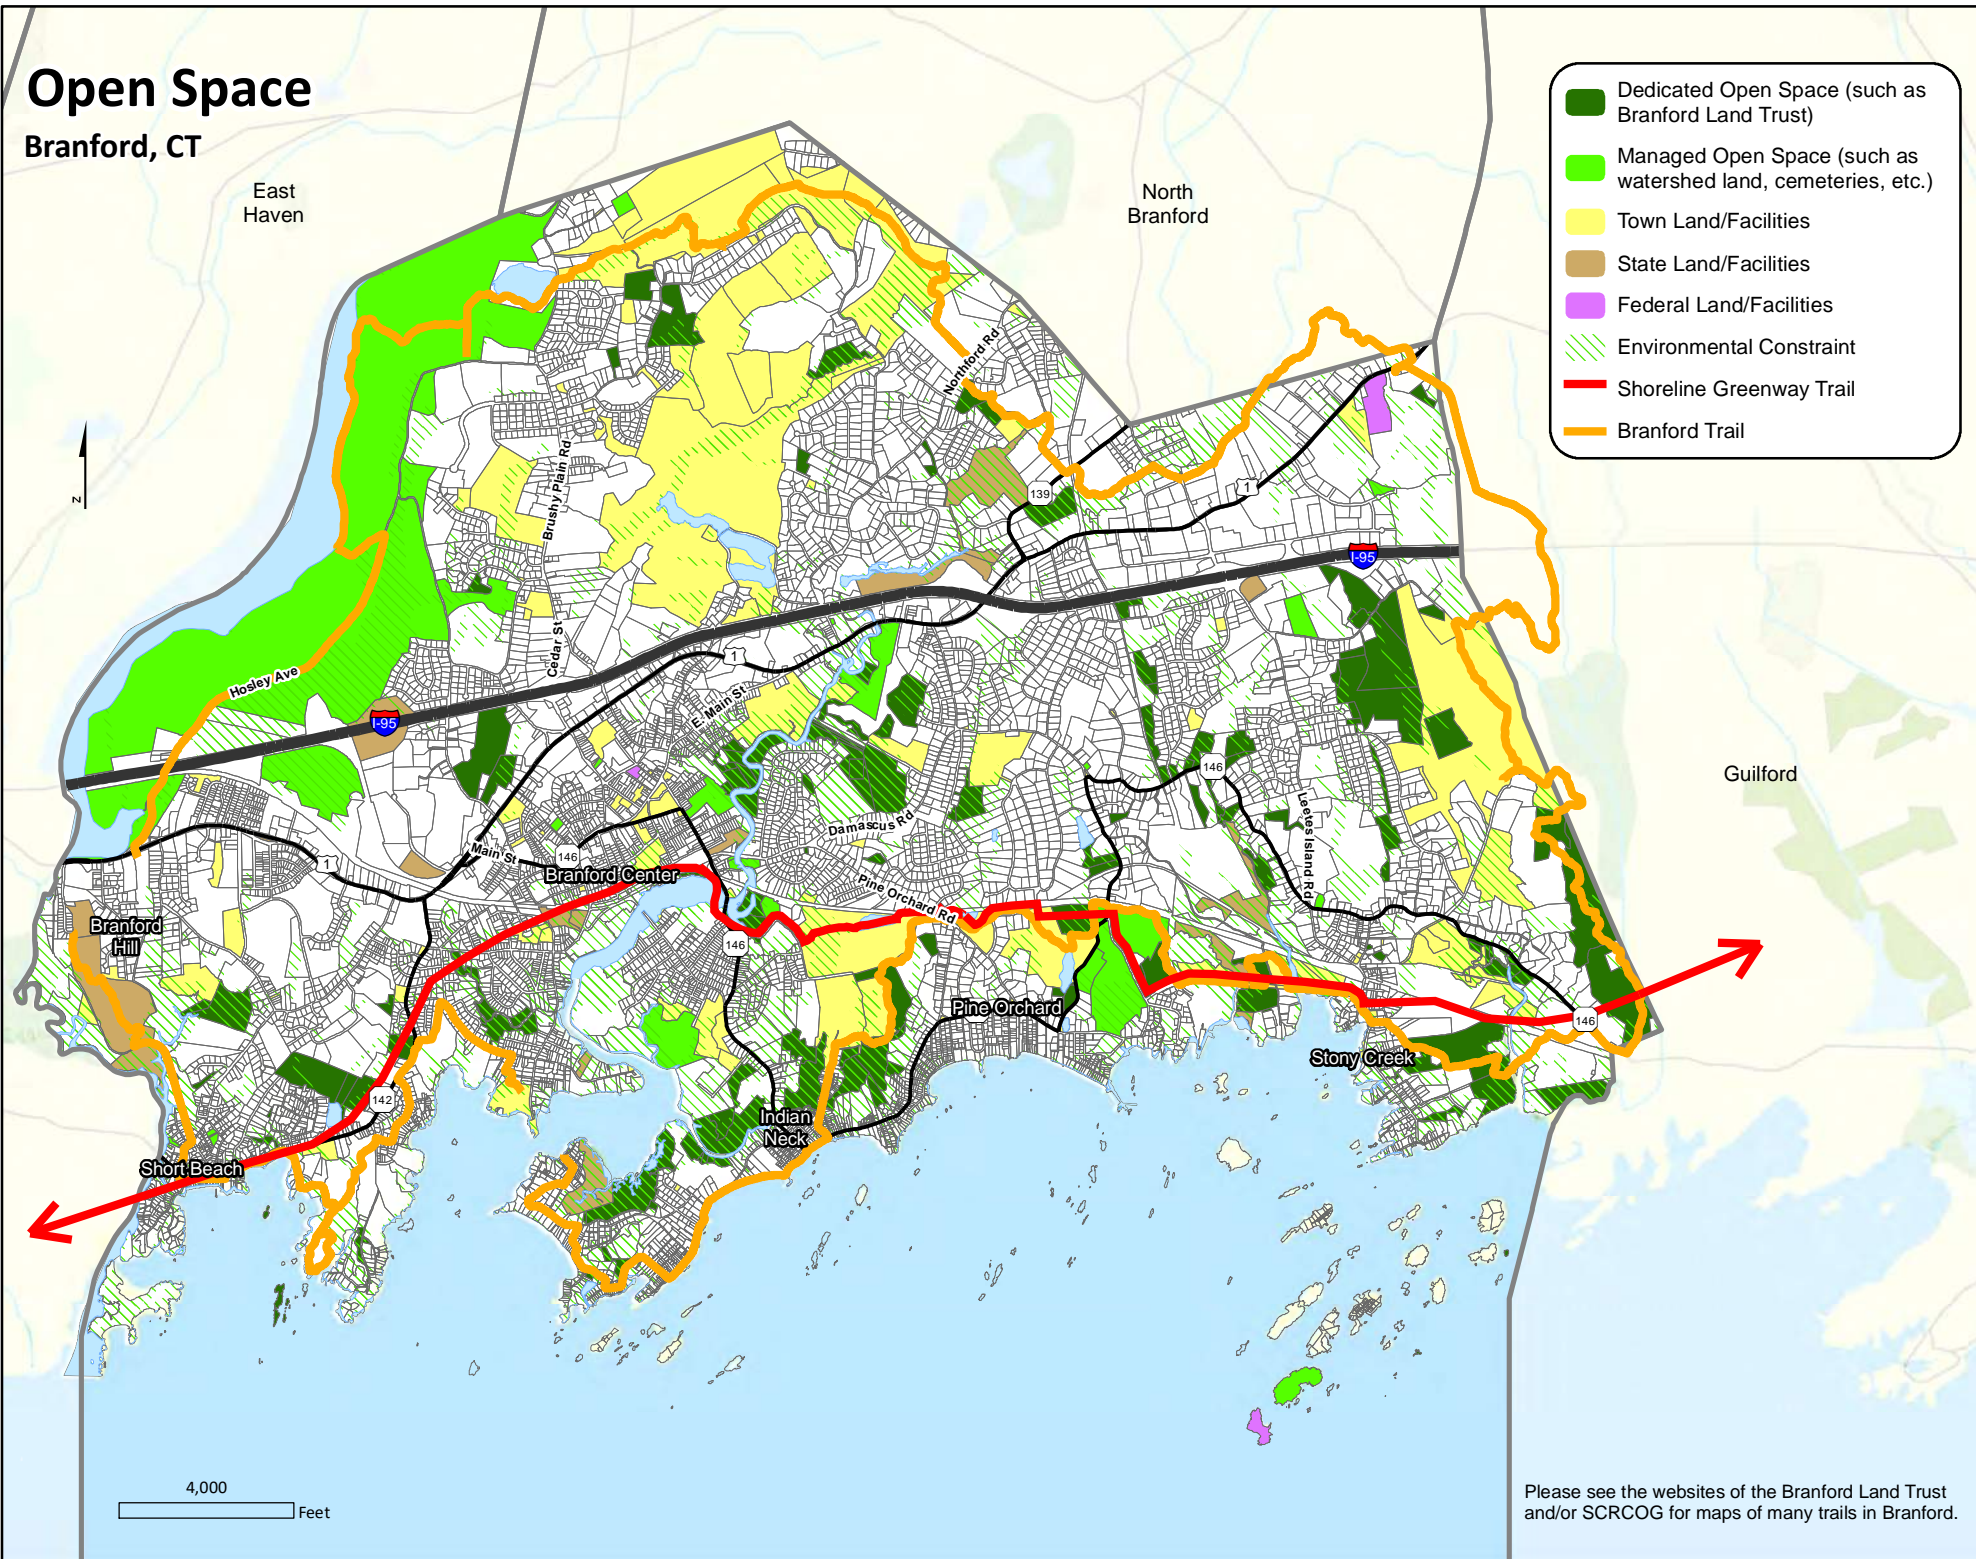 Open Space
Branford, CT
East
Haven
North
Branford
Guilford
Dedicated Open Space (such as
Branford Land Trust)
Managed Open Space (such as
watershed land, cemeteries, etc.)
Town Land/Facilities
State Land/Facilities
Federal Land/Facilities
Environmental Constraint
Shoreline Greenway Trail
Branford Trail
z
Northford Rd
Brushy Plain Rd
139
1
I-95
Cedar St
1
Hosley Ave
E. Main St
I-95
146
Leetes Island Rd
Damascus Rd
Main St
146
1
Branford Center
Pine Orchard Rd
Branford
Hill
146
Pine Orchard
146
Stony Creek
142
Indian
Neck
Short Beach
4,000
Feet
Please see the websites of the Branford Land Trust
and/or SCRCOG for maps of many trails in Branford.